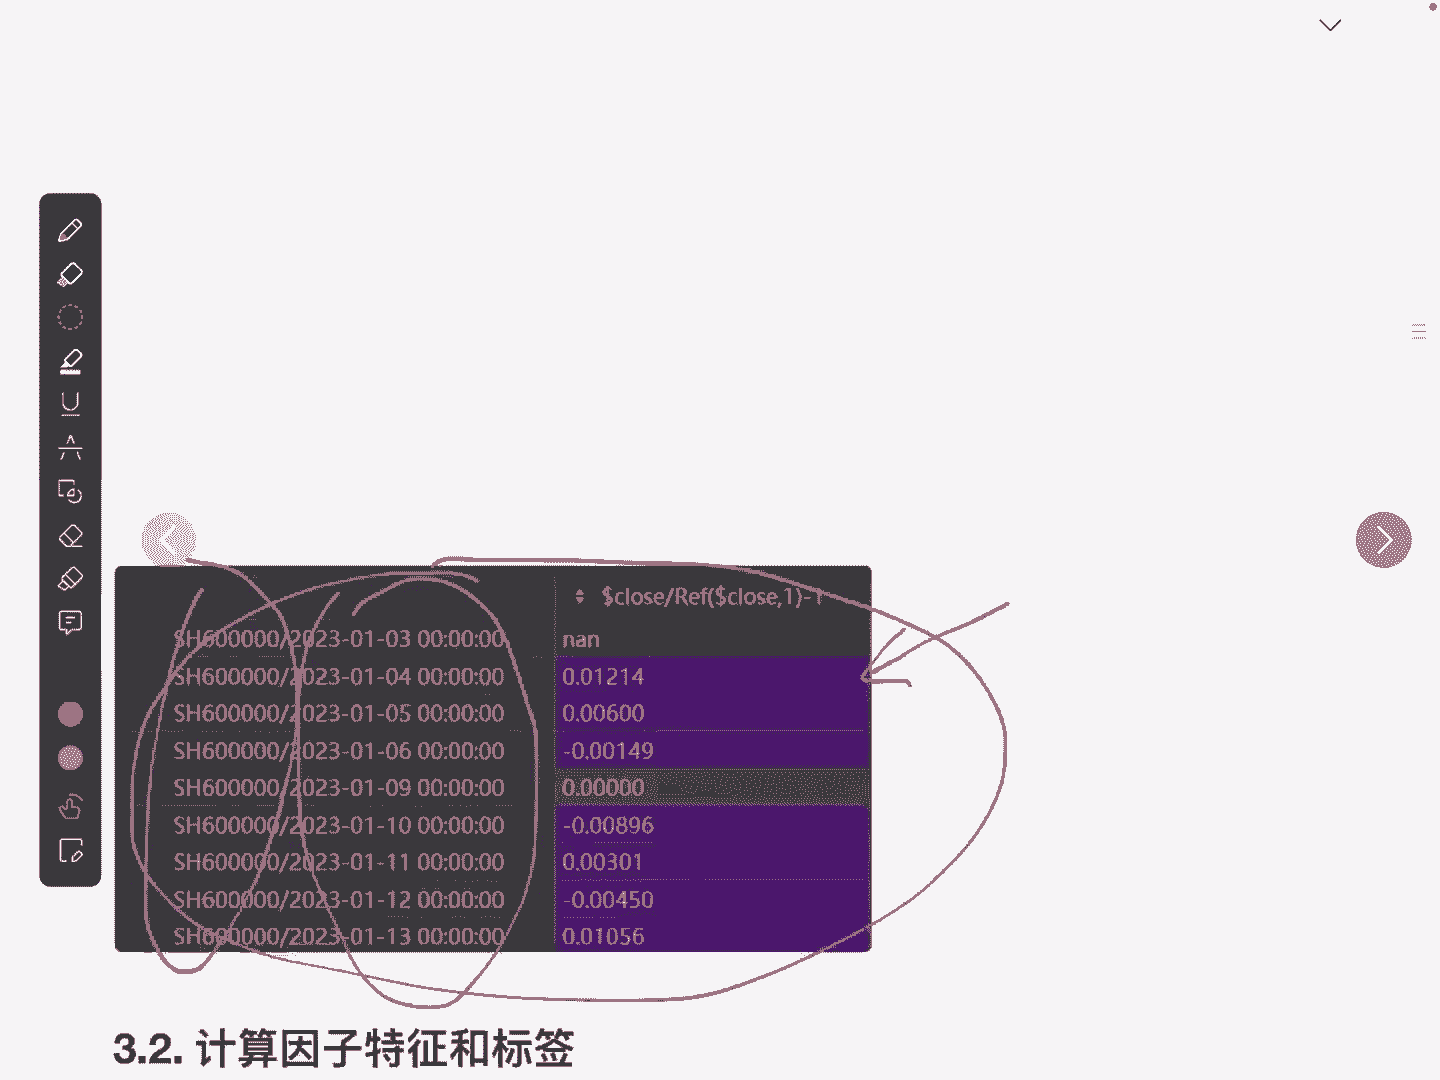 $close/Ref($close,1)-1
SH600000/2023-01-03 00:00:00 nan
SH600000/2023-01-04 00:00:00 0.01214
SH600000/2023-01-05 00:00:00 0.00600
SH600000/2023-01-06 00:00:00 -0.00149
SH600000/2023-01-09 00:00:00 0.00000
SH600000/2023-01-10 00:00:00 -0.00896
SH600000/2023-01-11 00:00:00 0.00301
SH600000/2023-01-12 00:00:00 -0.00450
SH600000/2023-01-13 00:00:00 0.01056
3.2. 计算因子特征和标签